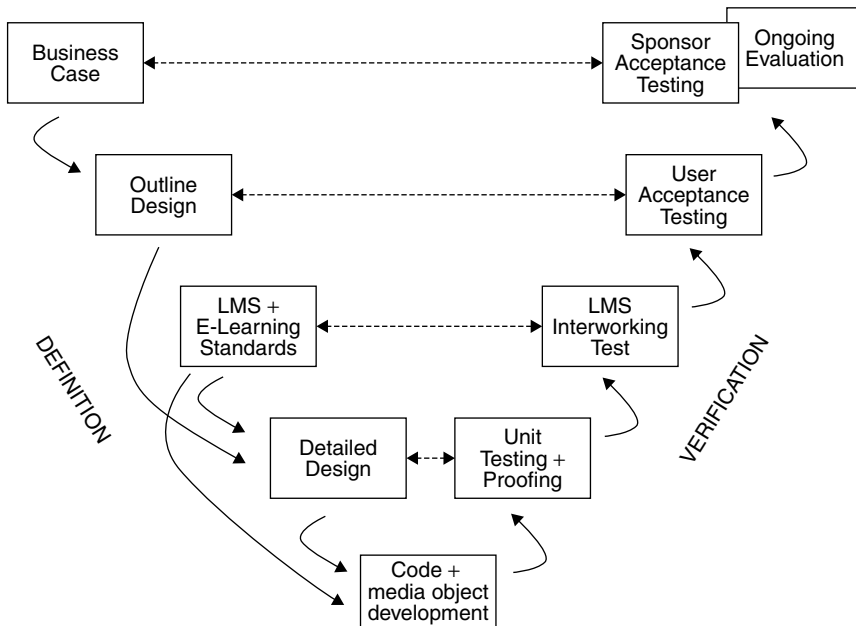 Business
Case
Sponsor
Acceptance
Testing
Ongoing
Evaluation
Outline
Design
User
Acceptance
Testing
LMS +
E-Learning
Standards
LMS
Interworking
Test
DEFINITION
VERIFICATION
Detailed
Design
Unit
Testing +
Proofing
Code +
media object
development